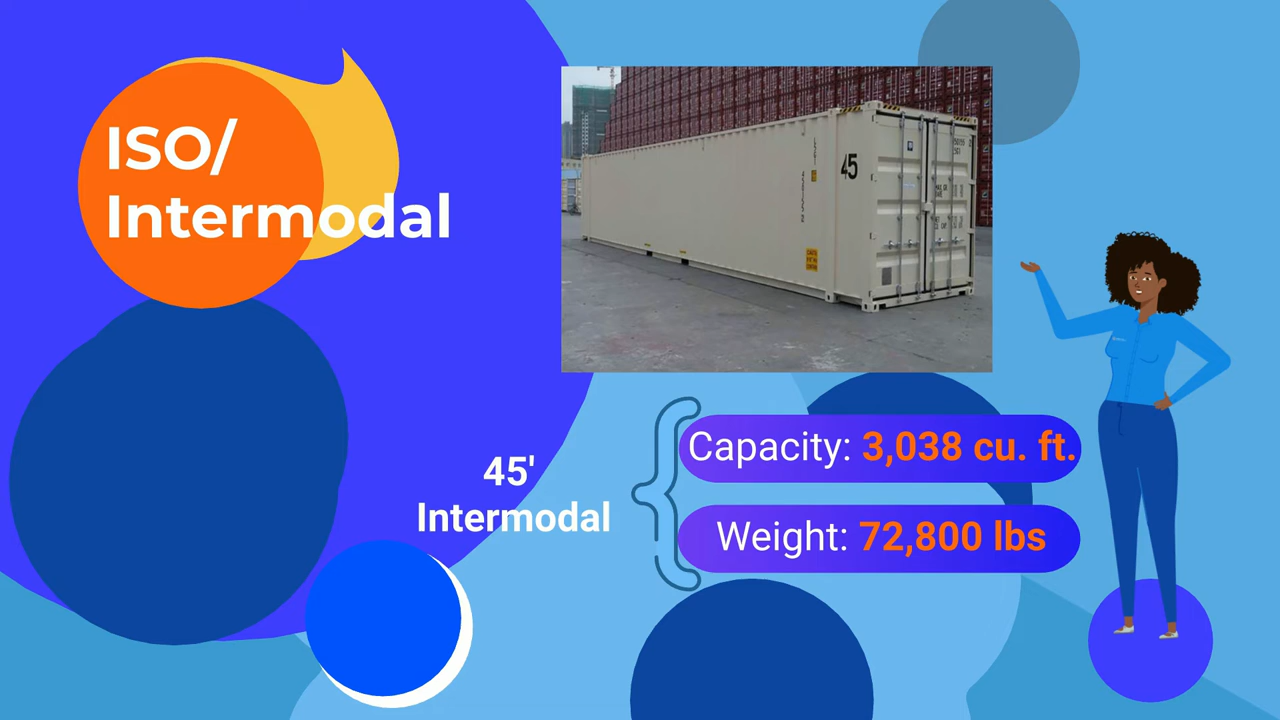 ISO/
Intermodal
45
45'
Intermodal
Capacity: 3,038 cu. ft.
Weight: 72,800 lbs